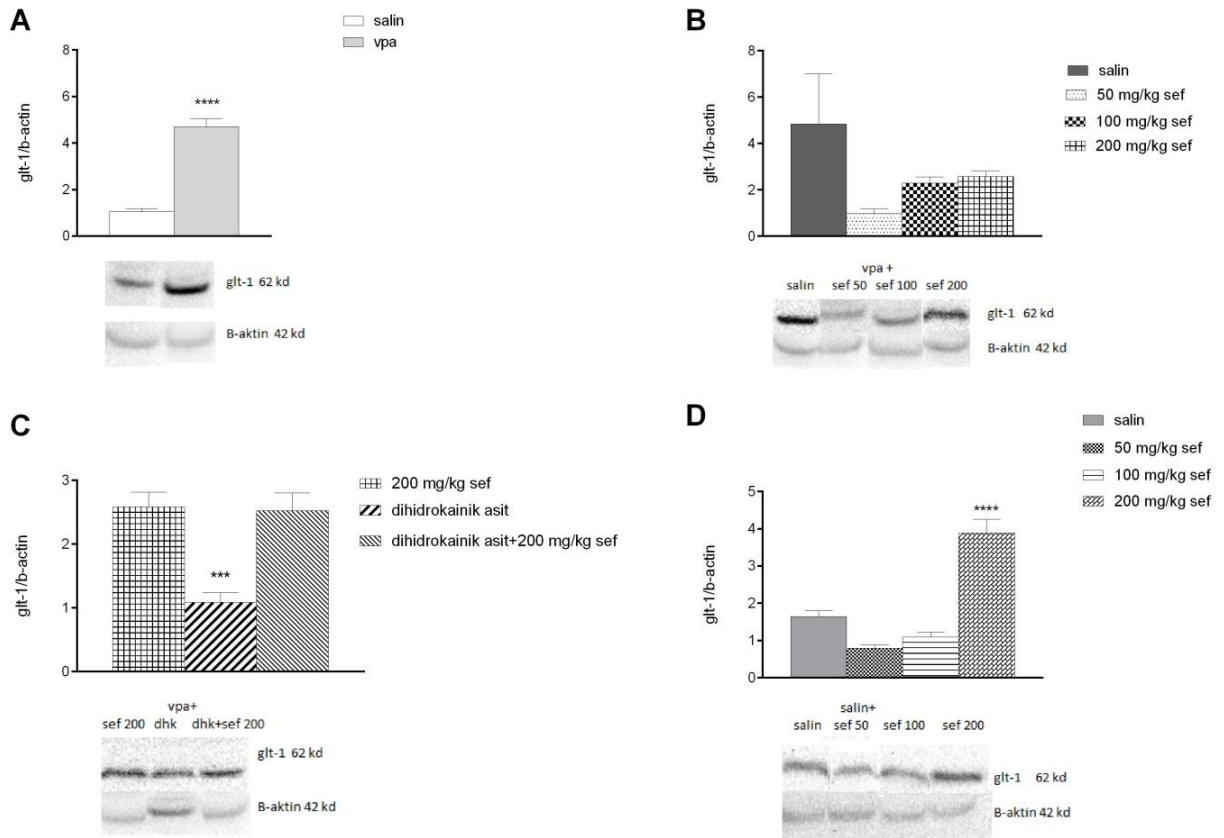 A
salin
vpa
glt-1/b-actin
8
6
4
2
0
****
glt-1 62 kd
B-aktin 42 kd
B
salin
50 mg/kg sef
100 mg/kg sef
200 mg/kg sef
glt-1/b-actin
8
6
4
2
0
vpa +
salin sef 50 sef 100 sef 200
glt-1 62 kd
B-aktin 42 kd
C
200 mg/kg sef
dihidrokainik asit
dihidrokainik asit+200 mg/kg sef
glt-1/b-actin
3
2
1
0
***
vpa+
sef 200 dhk dhk+sef 200
glt-1 62 kd
B-aktin 42 kd
D
salin
50 mg/kg sef
100 mg/kg sef
200 mg/kg sef
glt-1/b-actin
5
4
3
2
1
0
****
salin+
salin sef 50 sef 100 sef 200
glt-1 62 kd
B-aktin 42 kd